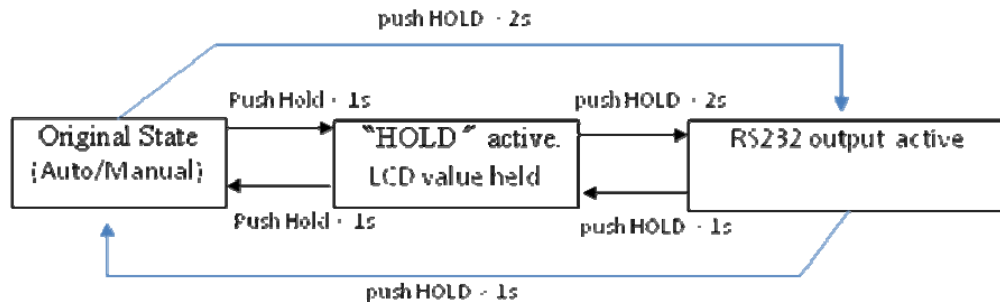 push HOLD · 2s
Push Hold · 1s
push HOLD · 2s
Original State
(Auto/Manual)
"HOLD" active.
LCD value held
RS232 output active
Push Hold · 1s
push HOLD · 1s
push HOLD · 1s